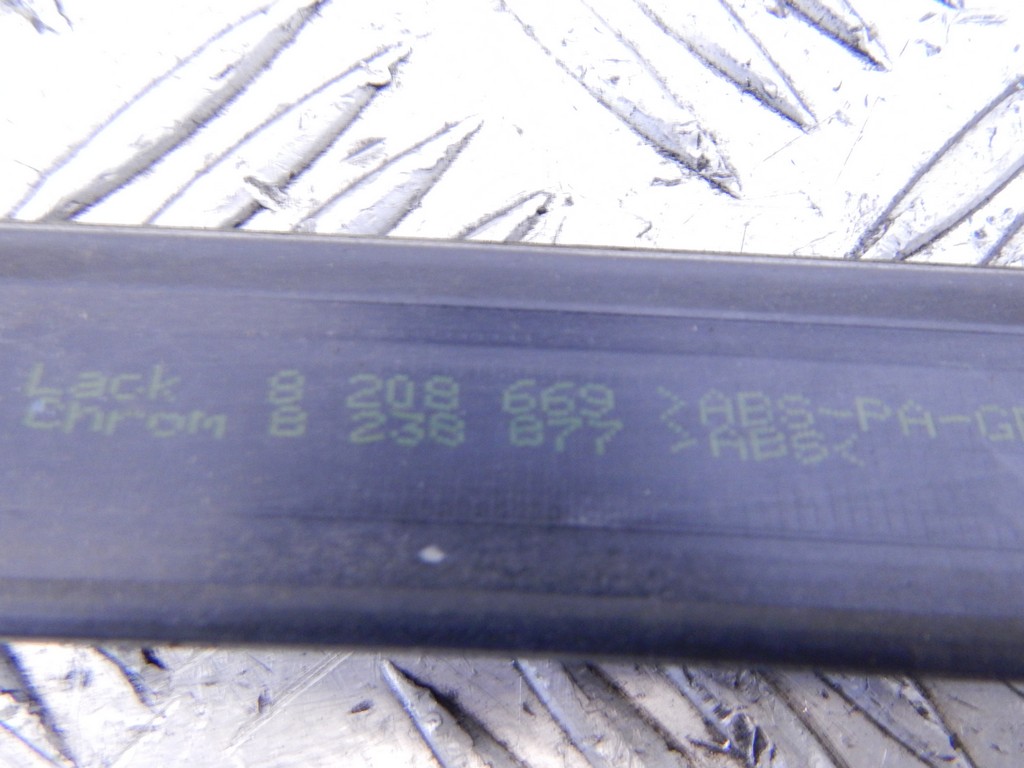 Lack 8 208 669 >ABS-PA-G
Chrom 8 238 877 >ABS<